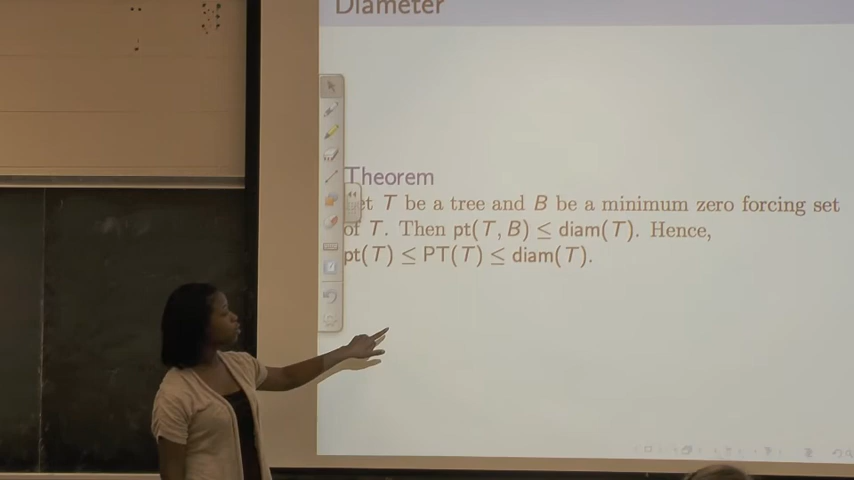 Diameter
Theorem
et T be a tree and B be a minimum zero forcing set
of T. Then pt(T, B) ≤ diam(T). Hence,
pt(T) ≤ PT(T) ≤ diam(T).